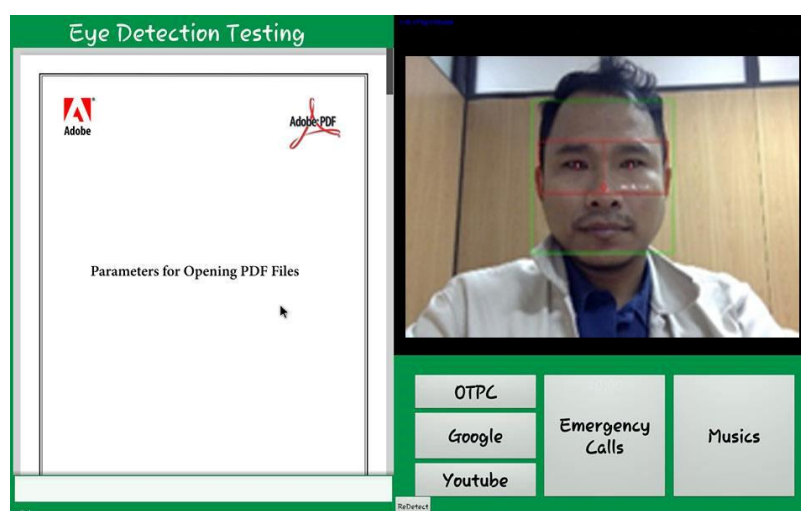 Eye Detection Testing
Adobe
Adobe PDF
Parameters for Opening PDF Files
OTPC
Google
Youtube
Emergency
Calls
Musics
ReDetect